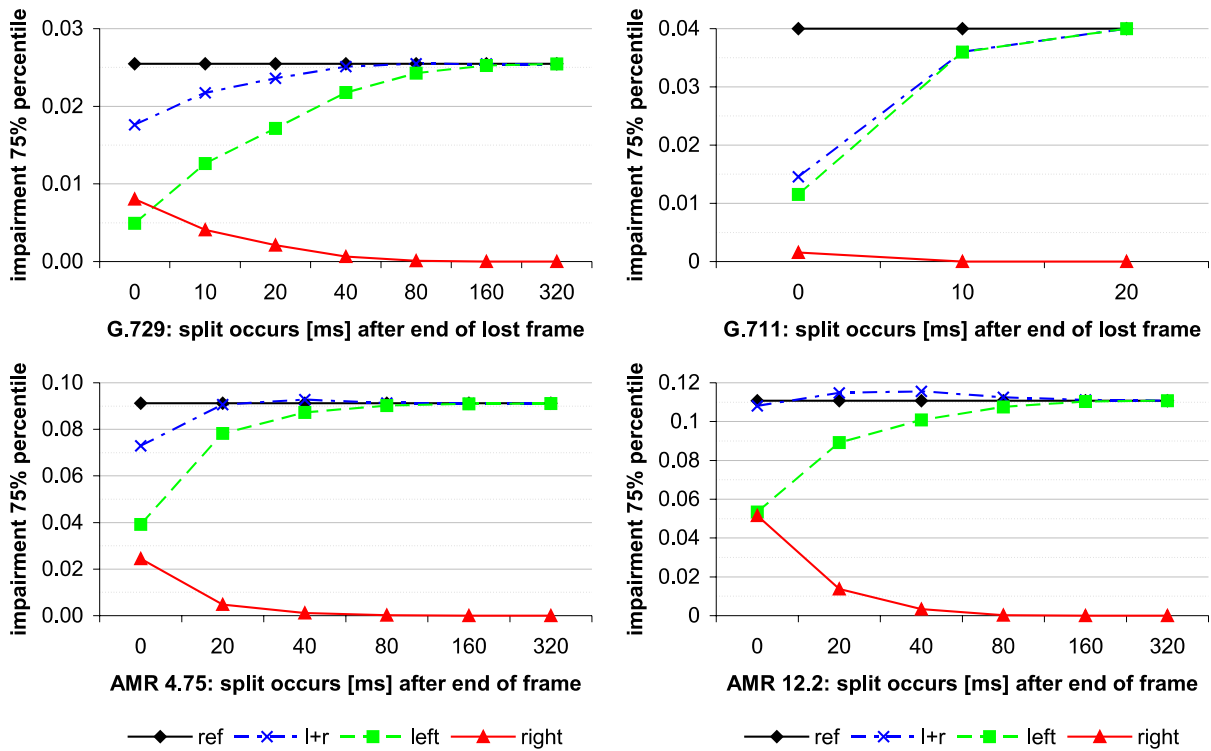 impairment 75% percentile
0.03
0.02
0.01
0.00
0 10 20 40 80 160 320
G.729: split occurs [ms] after end of lost frame
impairment 75% percentile
0.04
0.03
0.02
0.01
0
0 10 20
G.711: split occurs [ms] after end of lost frame
impairment 75% percentile
0.10
0.08
0.06
0.04
0.02
0.00
0 20 40 80 160 320
AMR 4.75: split occurs [ms] after end of frame
impairment 75% percentile
0.12
0.1
0.08
0.06
0.04
0.02
0
0 20 40 80 160 320
AMR 12.2: split occurs [ms] after end of frame
ref l+r left right